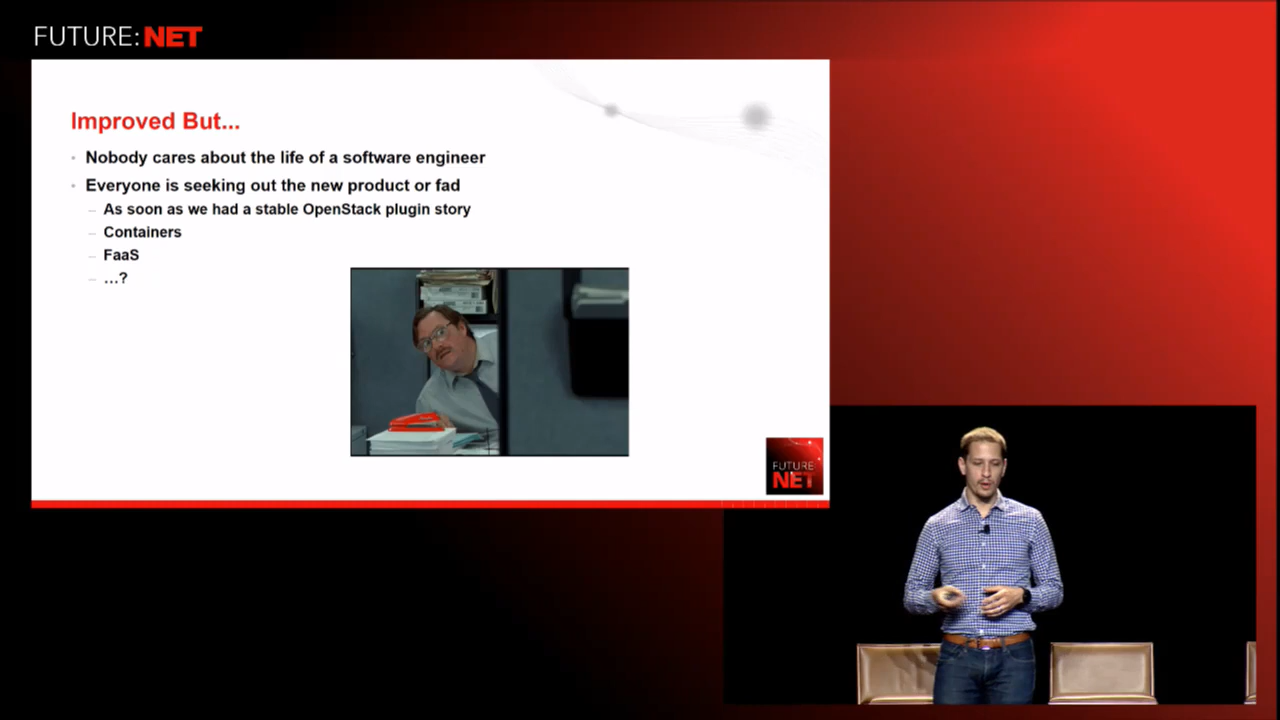 FUTURE:NET
Improved But...
Nobody cares about the life of a software engineer
Everyone is seeking out the new product or fad
As soon as we had a stable OpenStack plugin story
Containers
FaaS
...?
FUTURE:
NET